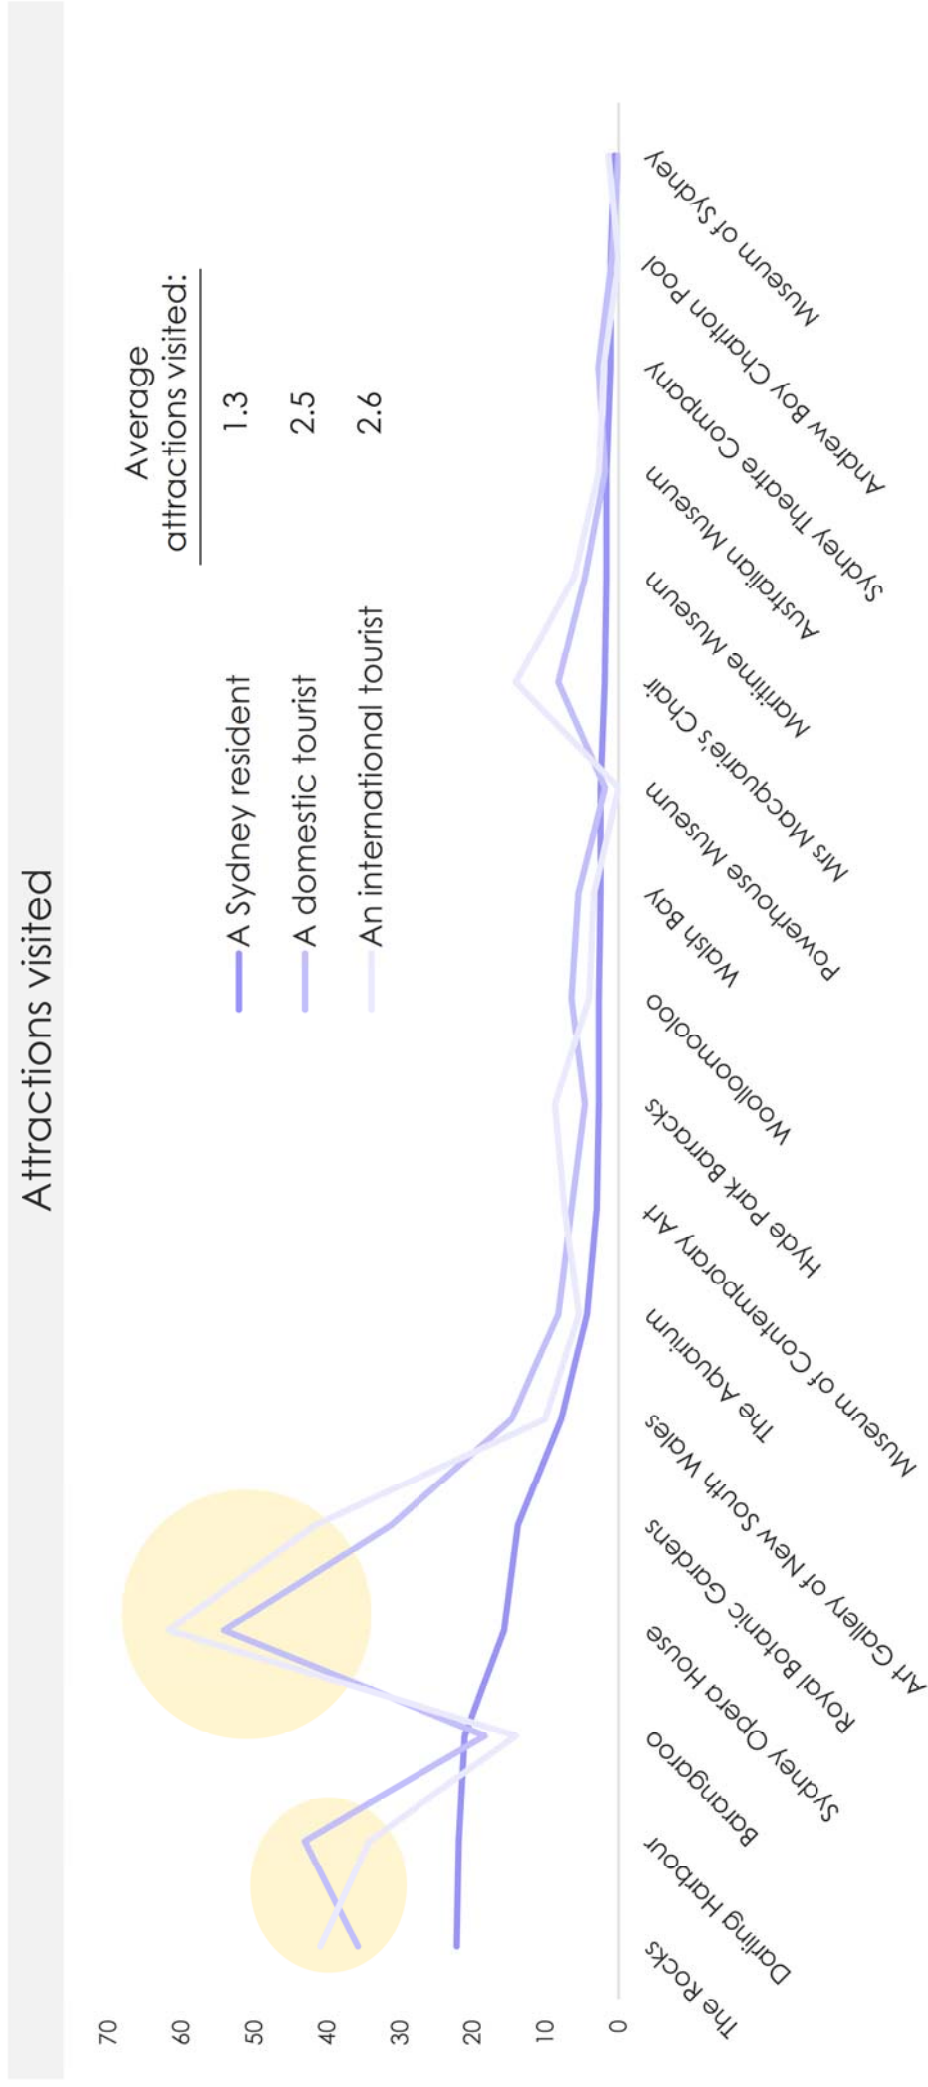 Attractions visited
Average
attractions visited:
A Sydney resident 1.3
A domestic tourist 2.5
An international tourist 2.6
70
60
50
40
30
20
10
0
The Rocks
Darling Harbour
Barangaroo
Sydney Opera House
Royal Botanic Gardens
Art Gallery of New South Wales
The Aquarium
Museum of Contemporary Art
Hyde Park Barracks
Woolloomooloo
Walsh Bay
Powerhouse Museum
Mrs Macquarie's Chair
Maritime Museum
Australian Museum
Sydney Theatre Company
Andrew Boy Charlton Pool
Museum of Sydney